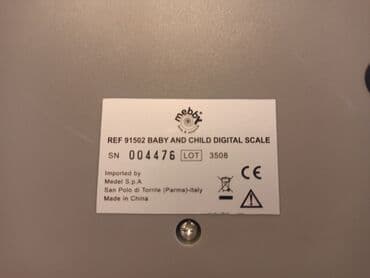 mebby
REF 91502 BABY AND CHILD DIGITAL SCALE
SN 004476 LOT 3508
Imported by
Medel S.p.A
San Polo di Torrile (Parma)-Italy
Made in China
CE